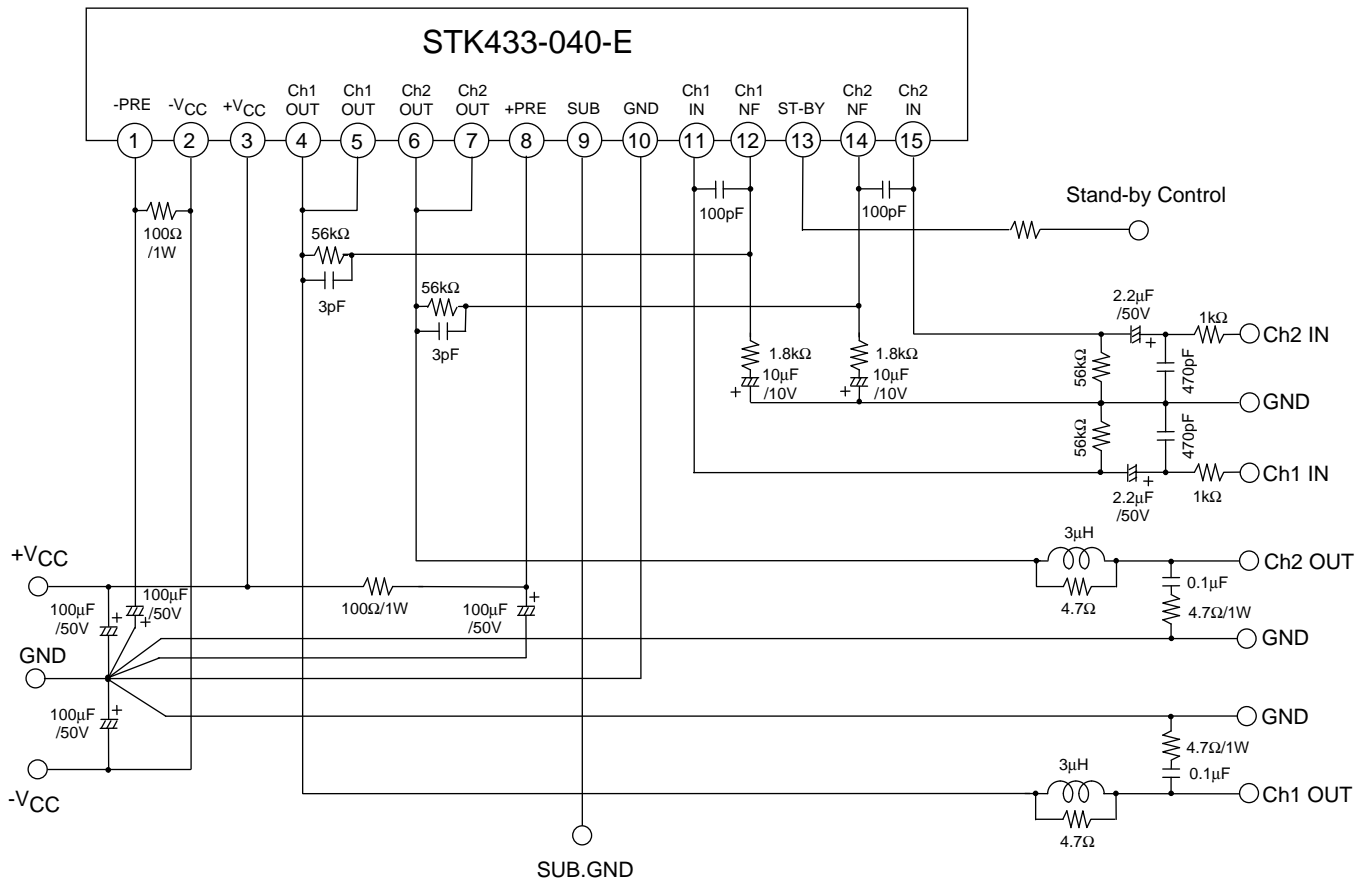 STK433-040-E
-PRE
-VCC
+VCC
Ch1
OUT
Ch1
OUT
Ch2
OUT
Ch2
OUT
+PRE
SUB
GND
Ch1
IN
Ch1
NF
ST-BY
Ch2
NF
Ch2
IN
1
2
3
4
5
6
7
8
9
10
11
12
13
14
15
100Ω
/1W
100pF
100pF
Stand-by Control
56kΩ
3pF
56kΩ
3pF
2.2μF
/50V
+
1kΩ
Ch2 IN
1.8kΩ
10μF
/10V
+
1.8kΩ
10μF
/10V
+
56kΩ
470pF
GND
56kΩ
470pF
Ch1 IN
2.2μF
/50V
+
1kΩ
3μH
4.7Ω
Ch2 OUT
0.1μF
4.7Ω/1W
GND
+VCC
100μF
/50V
+
100μF
/50V
+
100Ω/1W
100μF
/50V
+
GND
100μF
/50V
+
-VCC
GND
4.7Ω/1W
0.1μF
3μH
4.7Ω
Ch1 OUT
SUB.GND